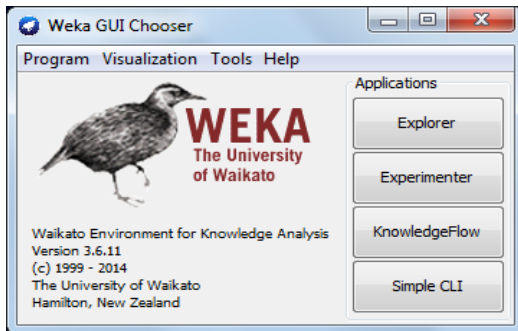 Weka GUI Chooser
Program Visualization Tools Help
WEKA
The University
of Waikato
Waikato Environment for Knowledge Analysis
Version 3.6.11
(c) 1999 - 2014
The University of Waikato
Hamilton, New Zealand
Applications
Explorer
Experimenter
KnowledgeFlow
Simple CLI